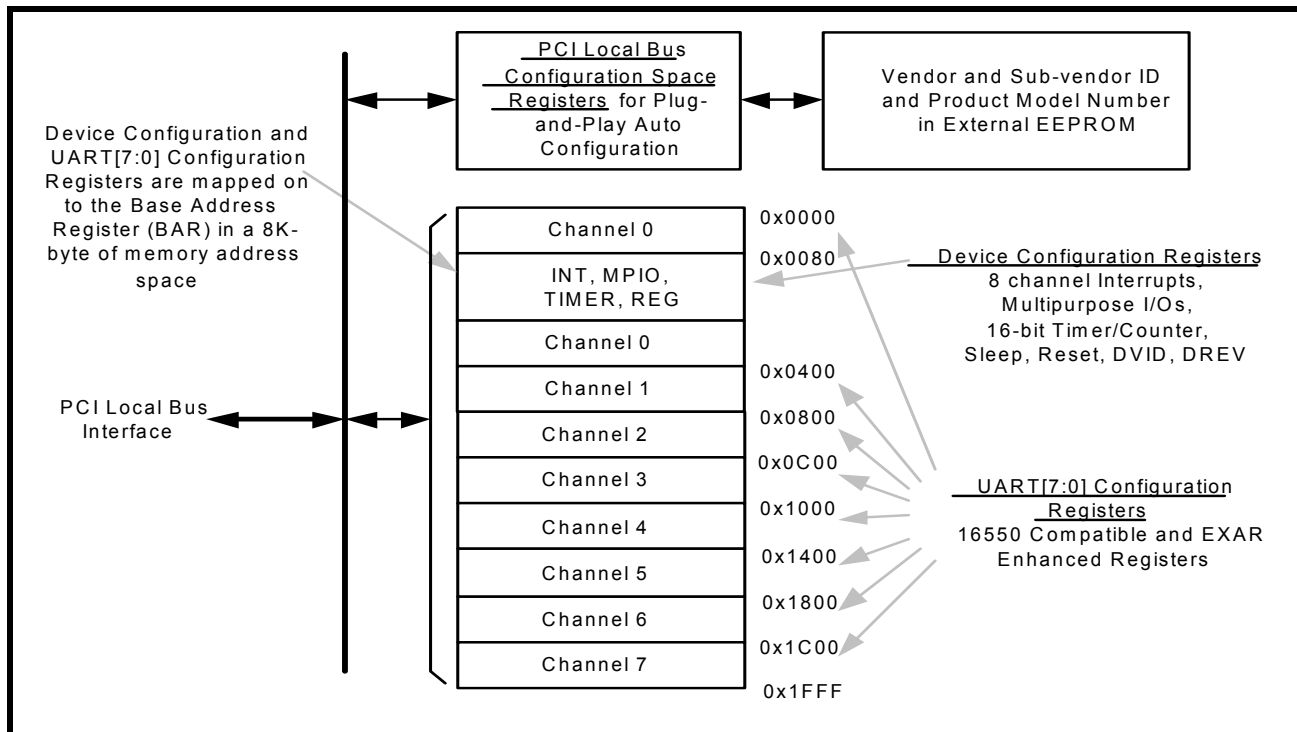 PCI Local Bus
Configuration Space
Registers for Plug-
and-Play Auto
Configuration
Vendor and Sub-vendor ID
and Product Model Number
in External EEPROM
Device Configuration and
UART[7:0] Configuration
Registers are mapped on
to the Base Address
Register (BAR) in a 8K-
byte of memory address
space
PCI Local Bus
Interface
Channel 0
INT, MPIO,
TIMER, REG
Channel 0
Channel 1
Channel 2
Channel 3
Channel 4
Channel 5
Channel 6
Channel 7
0x0000
0x0080
0x0400
0x0800
0x0C00
0x1000
0x1400
0x1800
0x1C00
0x1FFF
Device Configuration Registers
8 channel Interrupts,
Multipurpose I/Os,
16-bit Timer/Counter,
Sleep, Reset, DVID, DREV
UART[7:0] Configuration
Registers
16550 Compatible and EXAR
Enhanced Registers